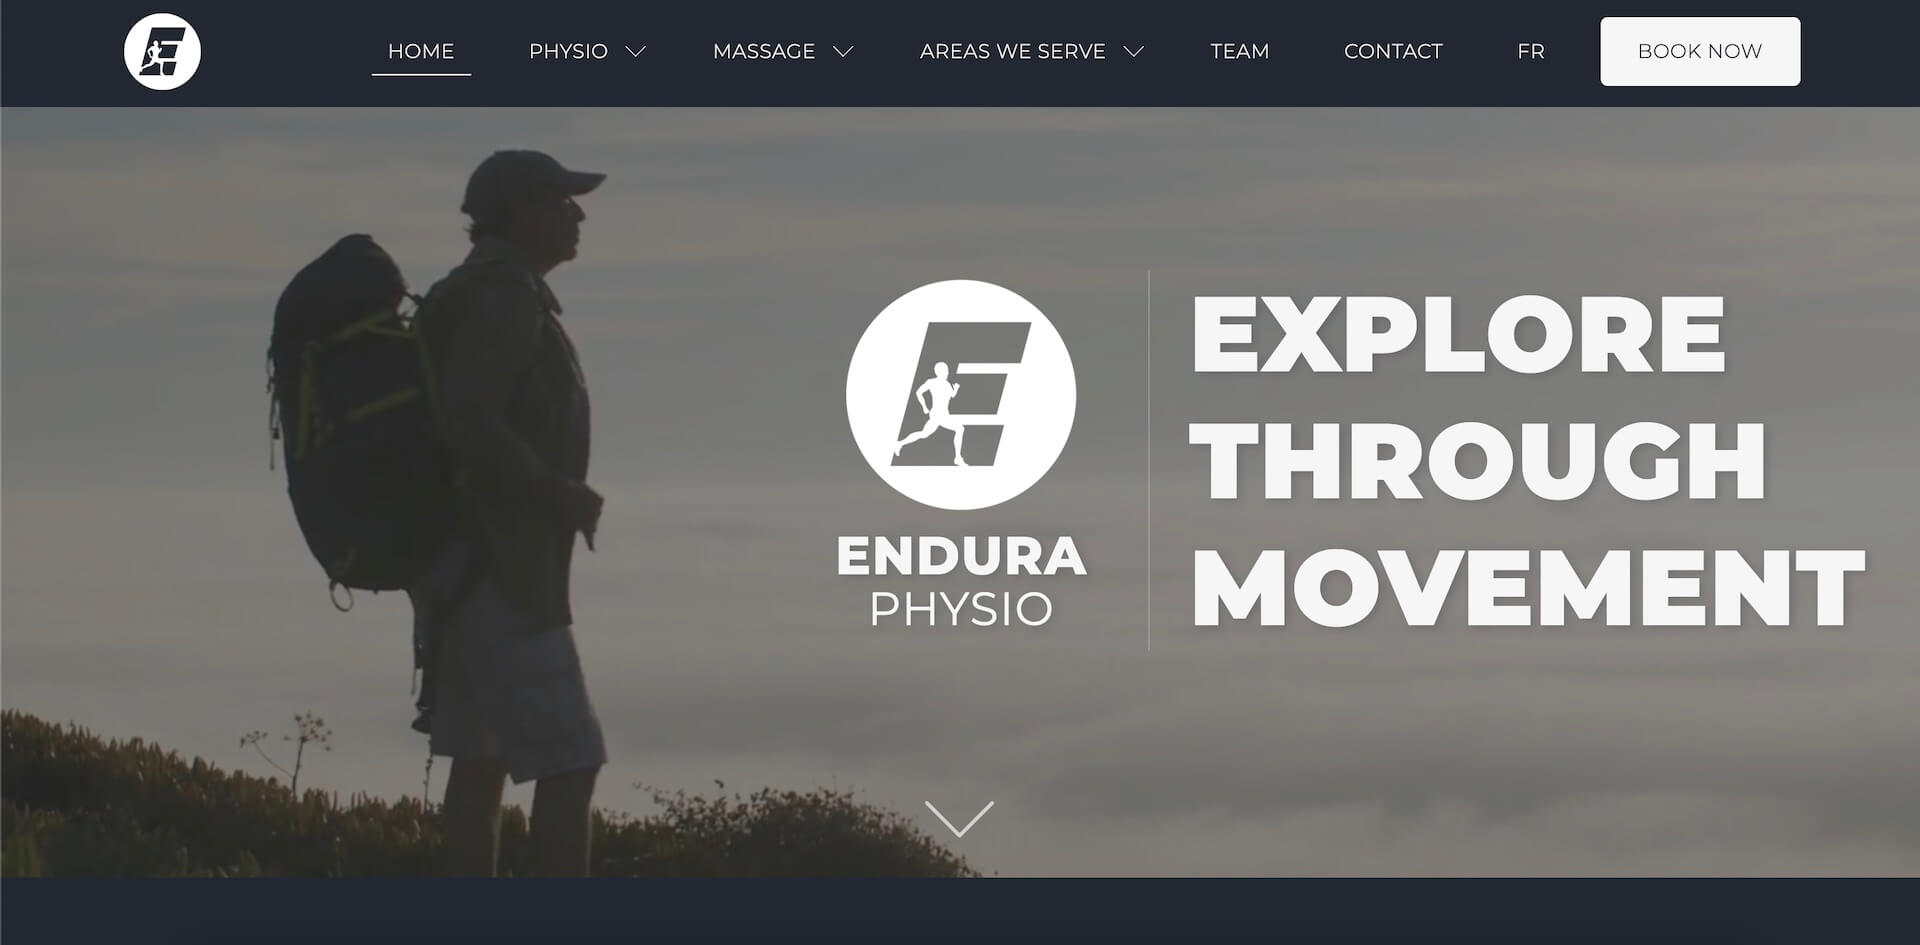 HOME
PHYSIO
MASSAGE
AREAS WE SERVE
TEAM
CONTACT
FR
BOOK NOW
E
ENDURA
PHYSIO
EXPLORE
THROUGH
MOVEMENT